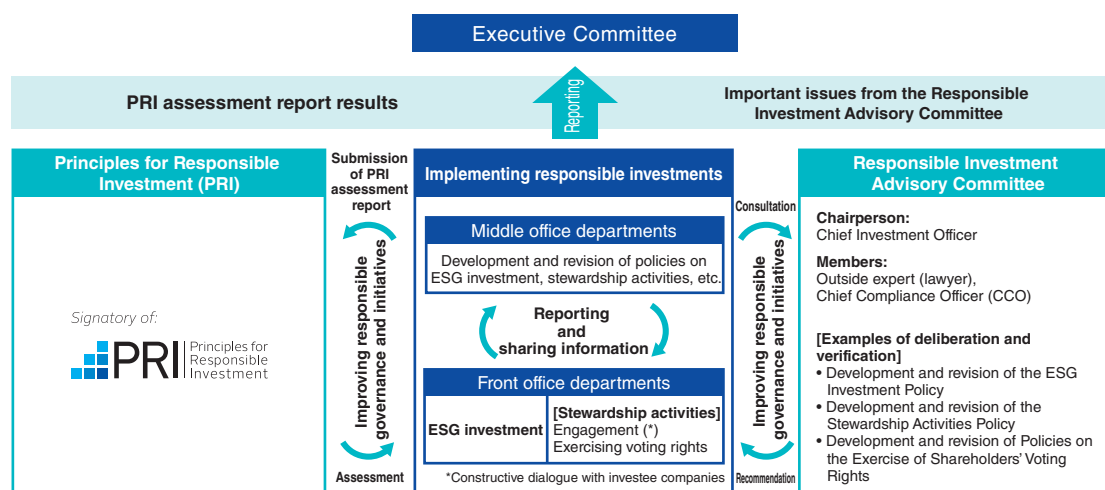 Executive Committee
PRI assessment report results
Reporting
Important issues from the Responsible
Investment Advisory Committee
Principles for Responsible
Investment (PRI)
Signatory of:
PRI
Principles for
Responsible
Investment
Submission
of PRI
assessment
report
Improving responsible
governance and initiatives
Assessment
Implementing responsible investments
Middle office departments
Development and revision of policies on
ESG investment, stewardship activities, etc.
Reporting
and
sharing information
Front office departments
ESG investment
[Stewardship activities]
Engagement (*)
Exercising voting rights
*Constructive dialogue with investee companies
Consultation
Improving responsible
governance and initiatives
Recommendation
Responsible Investment
Advisory Committee
Chairperson:
Chief Investment Officer
Members:
Outside expert (lawyer),
Chief Compliance Officer (CCO)
[Examples of deliberation and
verification]
• Development and revision of the ESG
Investment Policy
• Development and revision of the
Stewardship Activities Policy
• Development and revision of Policies on
the Exercise of Shareholders' Voting
Rights